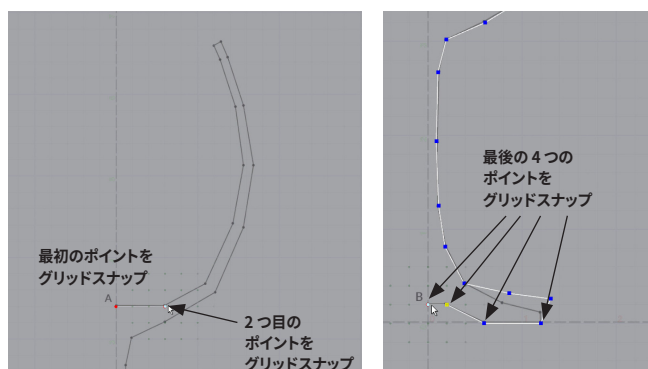 最初のポイントを
グリッドスナップ
A
2 つ目の
ポイントを
グリッドスナップ
最後の 4 つの
ポイントを
グリッドスナップ
B